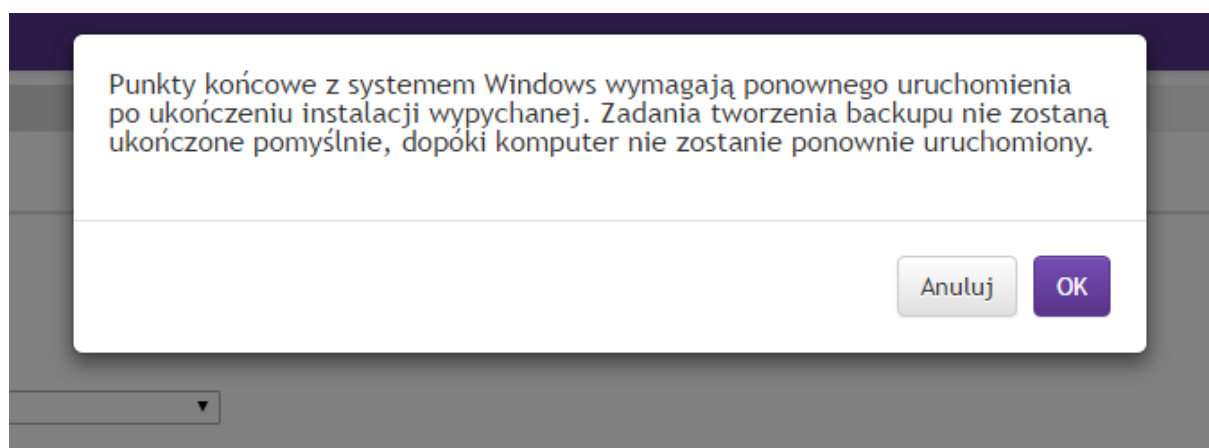 Punkty końcowe z systemem Windows wymagają ponownego uruchomienia
po ukończeniu instalacji wypychanej. Zadania tworzenia backupu nie zostaną
ukończone pomyślnie, dopóki komputer nie zostanie ponownie uruchomiony.
Anuluj OK